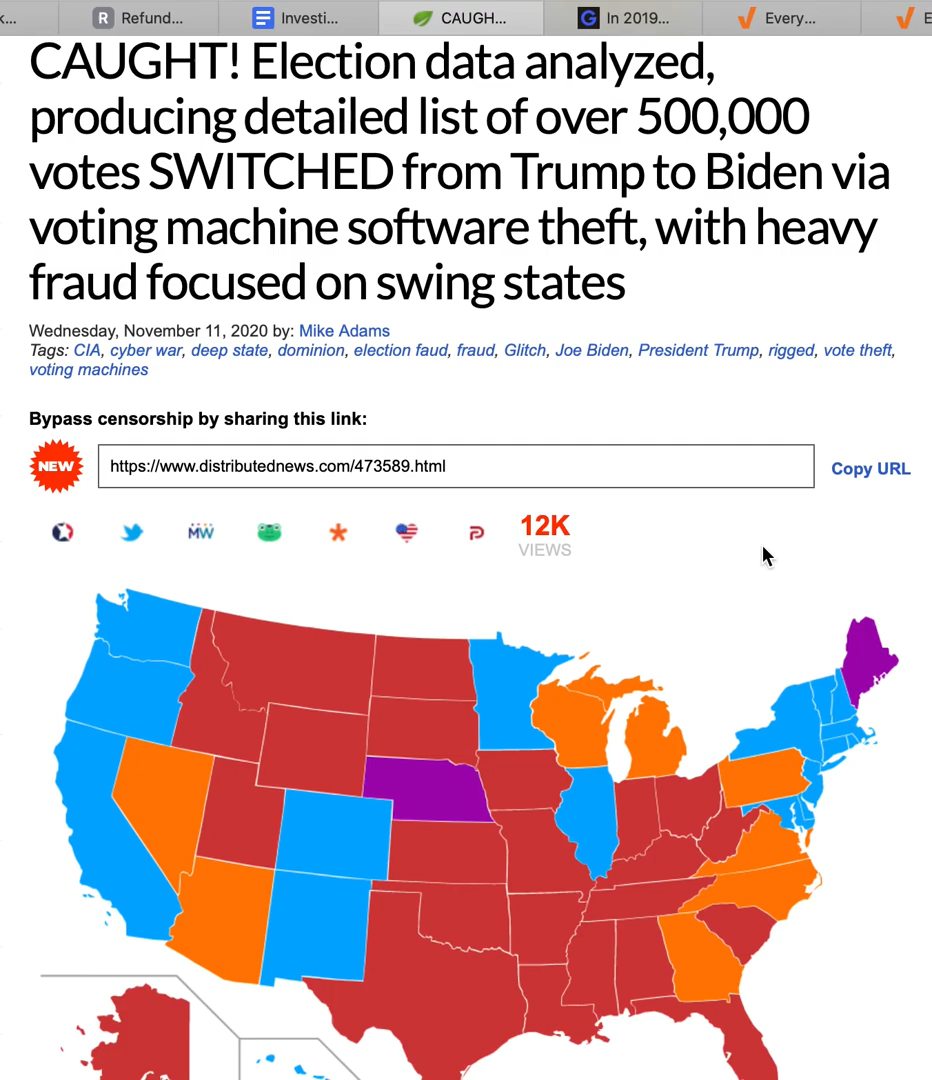 k...
R Refund...
Investi...
CAUGH...
G In 2019...
Every...
E
CAUGHT! Election data analyzed,
producing detailed list of over 500,000
votes SWITCHED from Trump to Biden via
voting machine software theft, with heavy
fraud focused on swing states
Wednesday, November 11, 2020 by: Mike Adams
Tags: CIA, cyber war, deep state, dominion, election faud, fraud, Glitch, Joe Biden, President Trump, rigged, vote theft,
voting machines
Bypass censorship by sharing this link:
NEW
https://www.distributednews.com/473589.html
Copy URL
MW
12K
VIEWS